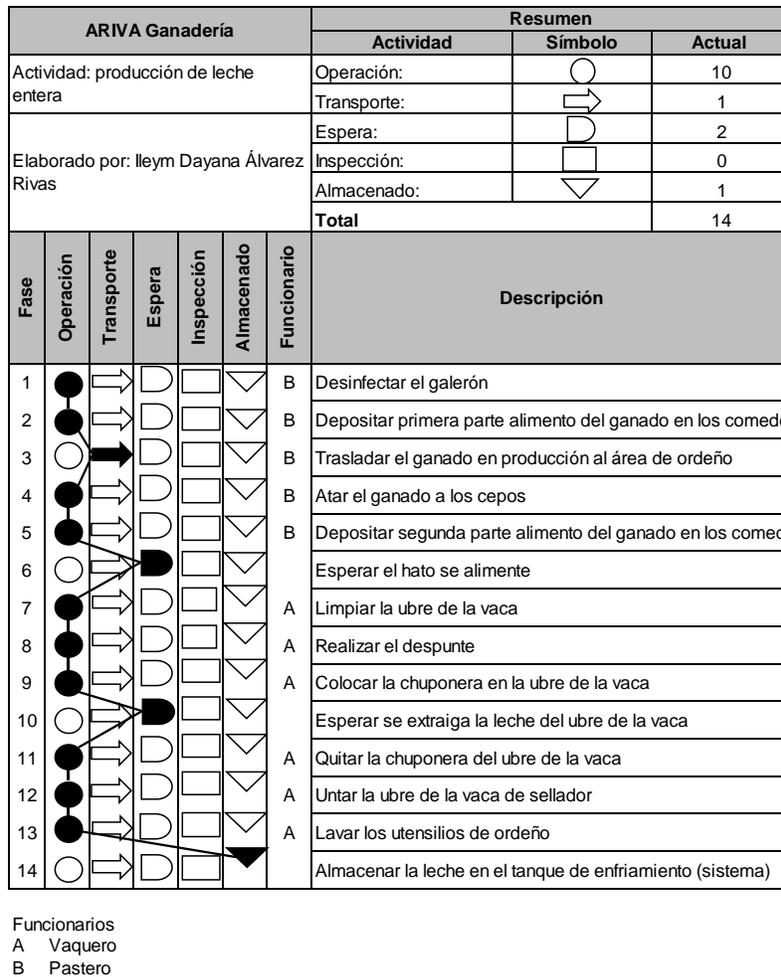 ARIVA Ganadería
Resumen
Actividad Símbolo Actual
Actividad: producción de leche
entera
Operación: 10
Transporte: 1
Elaborado por: Ileym Dayana Álvarez
Rivas
Espera: 2
Inspección: 0
Almacenado: 1
Total 14
Fase Operación Transporte Espera Inspección Almacenado Funcionario Descripción
1 B Desinfectar el galerón
2 B Depositar primera parte alimento del ganado en los comed
3 B Trasladar el ganado en producción al área de ordeño
4 B Atar el ganado a los cepos
5 B Depositar segunda parte alimento del ganado en los comed
6 Esperar el hato se alimente
7 A Limpiar la ubre de la vaca
8 A Realizar el despunte
9 A Colocar la chuponera en la ubre de la vaca
10 Esperar se extraiga la leche del ubre de la vaca
11 A Quitar la chuponera del ubre de la vaca
12 A Untar la ubre de la vaca de sellador
13 A Lavar los utensilios de ordeño
14 Almacenar la leche en el tanque de enfriamiento (sistema)
Funcionarios
A Vaquero
B Pastero